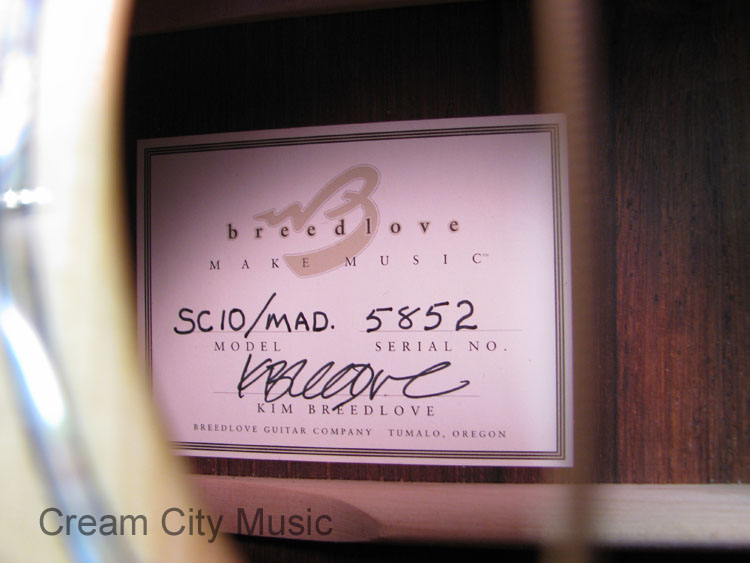 breedlove
MAKE MUSIC™
SC10/MAD. 5852
MODEL SERIAL NO.
KBreedlove
KIM BREEDLOVE
BREEDLOVE GUITAR COMPANY TUMALO, OREGON
Cream City Music